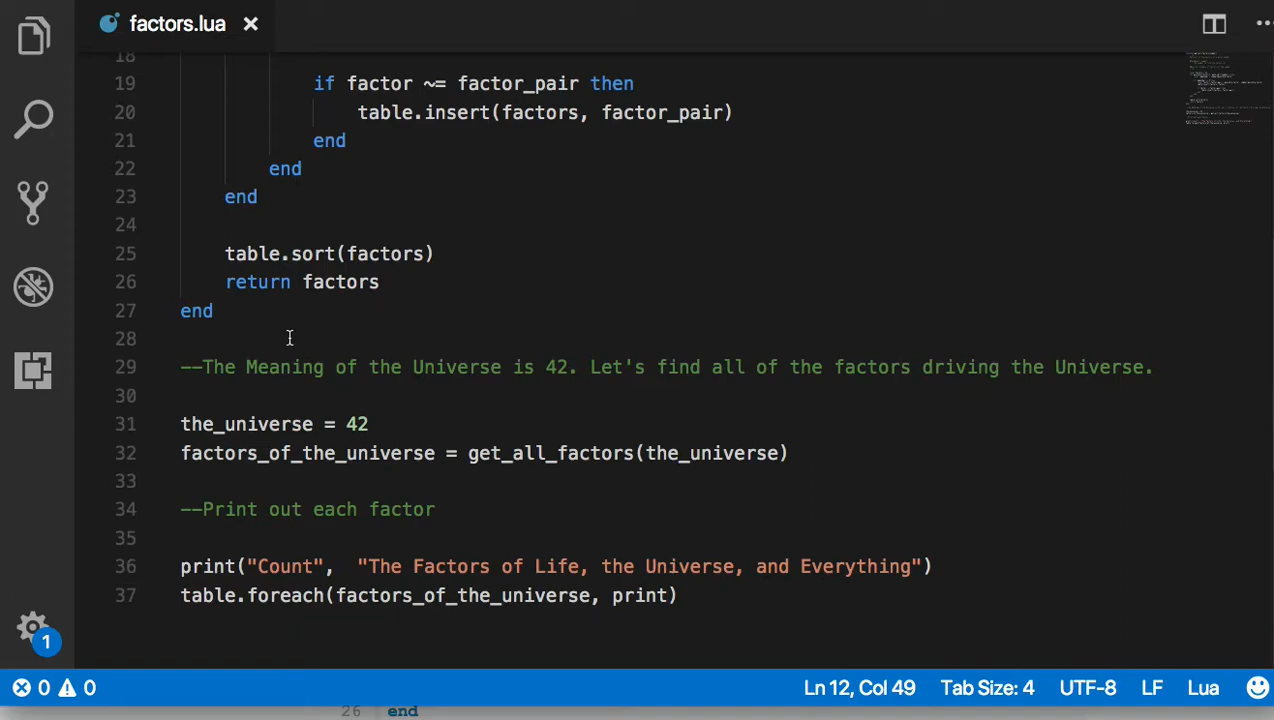 factors.lua
18
19 if factor ~= factor_pair then
20 table.insert(factors, factor_pair)
21 end
22 end
23 end
24
25 table.sort(factors)
26 return factors
27 end
28
29 --The Meaning of the Universe is 42. Let's find all of the factors driving the Universe.
30
31 the_universe = 42
32 factors_of_the_universe = get_all_factors(the_universe)
33
34 --Print out each factor
35
36 print("Count",  "The Factors of Life, the Universe, and Everything")
37 table.foreach(factors_of_the_universe, print)
1
0 0 Ln 12, Col 49 Tab Size: 4 UTF-8 LF Lua
26 end